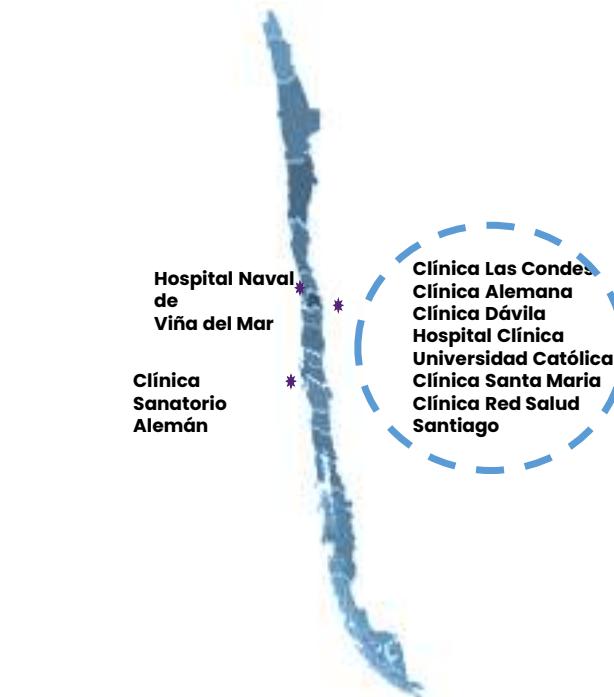 Hospital Naval
de
Viña del Mar
Clínica
Sanatorio
Alemán
Clínica Las Condes
Clínica Alemana
Clínica Dávila
Hospital Clínica
Universidad Católica
Clínica Santa Maria
Clínica Red Salud
Santiago